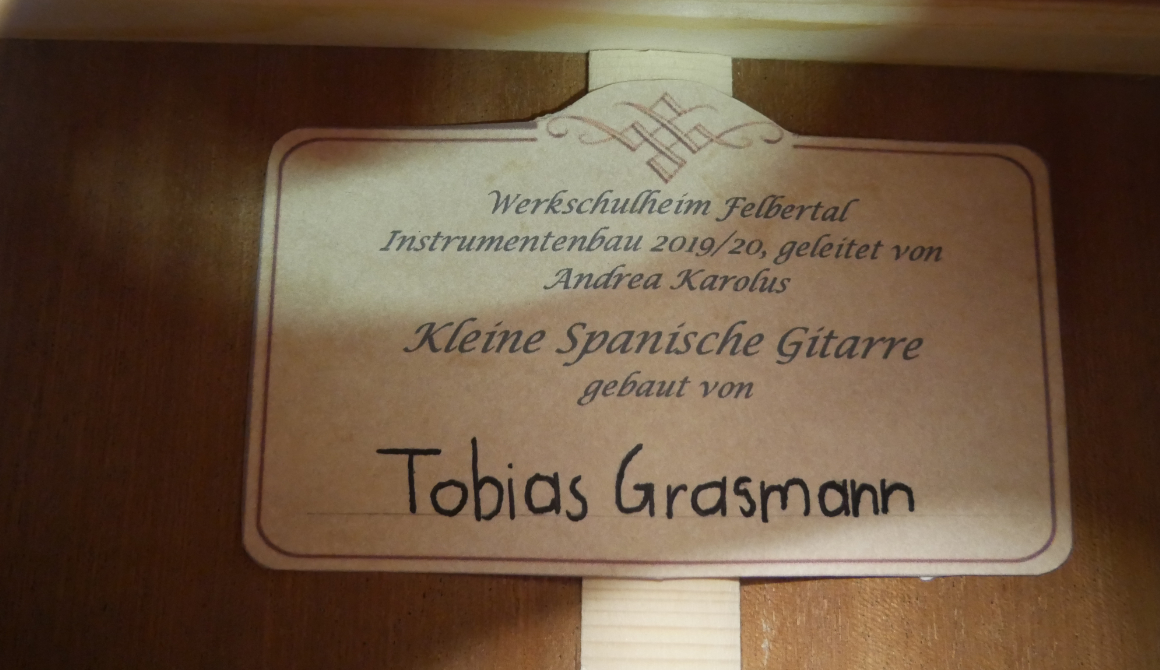 Werkschulheim Felbertal
Instrumentenbau 2019/20, geleitet von
Andrea Karolus
Kleine Spanische Gitarre
gebaut von
Tobias Grasmann